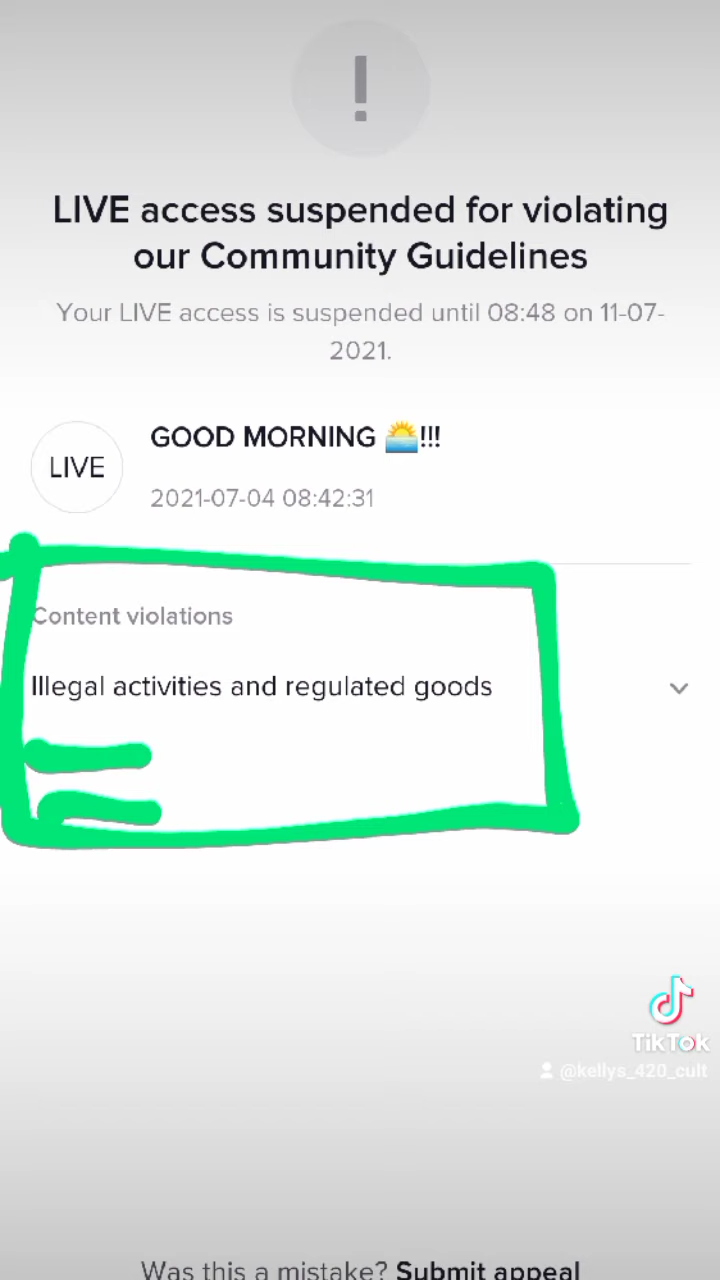 LIVE access suspended for violating
our Community Guidelines
Your LIVE access is suspended until 08:48 on 11-07-
2021.
LIVE
GOOD MORNING 🌅!!!
2021-07-04 08:42:31
Content violations
Illegal activities and regulated goods
TikTok
@kellys_420_cult
Was this a mistake? Submit appeal